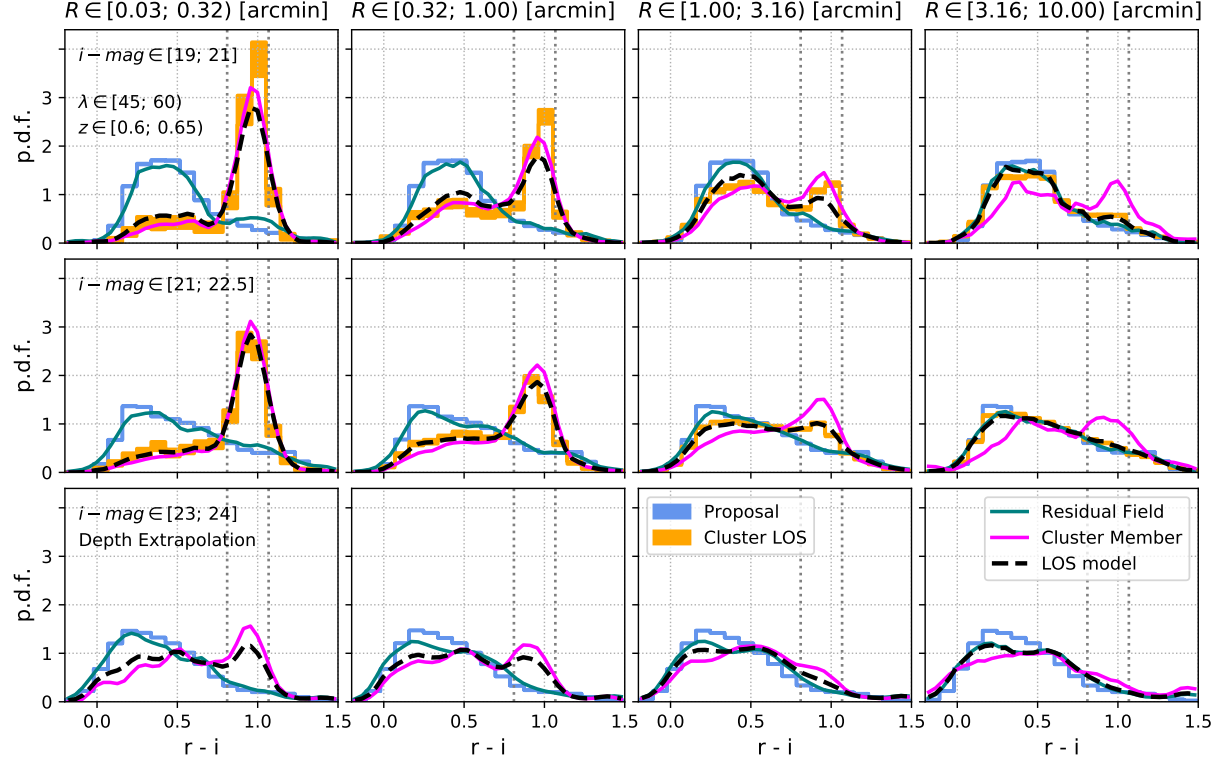 R ∈ [0.03; 0.32) [arcmin]
R ∈ [0.32; 1.00) [arcmin]
R ∈ [1.00; 3.16) [arcmin]
R ∈ [3.16; 10.00) [arcmin]
i − mag ∈ [19; 21]
λ ∈ [45; 60)
z ∈ [0.6; 0.65)
p.d.f.
0
1
2
3
i − mag ∈ [21; 22.5]
p.d.f.
0
1
2
3
4
i − mag ∈ [23; 24]
Depth Extrapolation
p.d.f.
0
1
2
3
4
Proposal
Cluster LOS
Residual Field
Cluster Member
LOS model
0.0 0.5 1.0 1.5
0.0 0.5 1.0 1.5
0.0 0.5 1.0 1.5
0.0 0.5 1.0 1.5
r - i
r - i
r - i
r - i